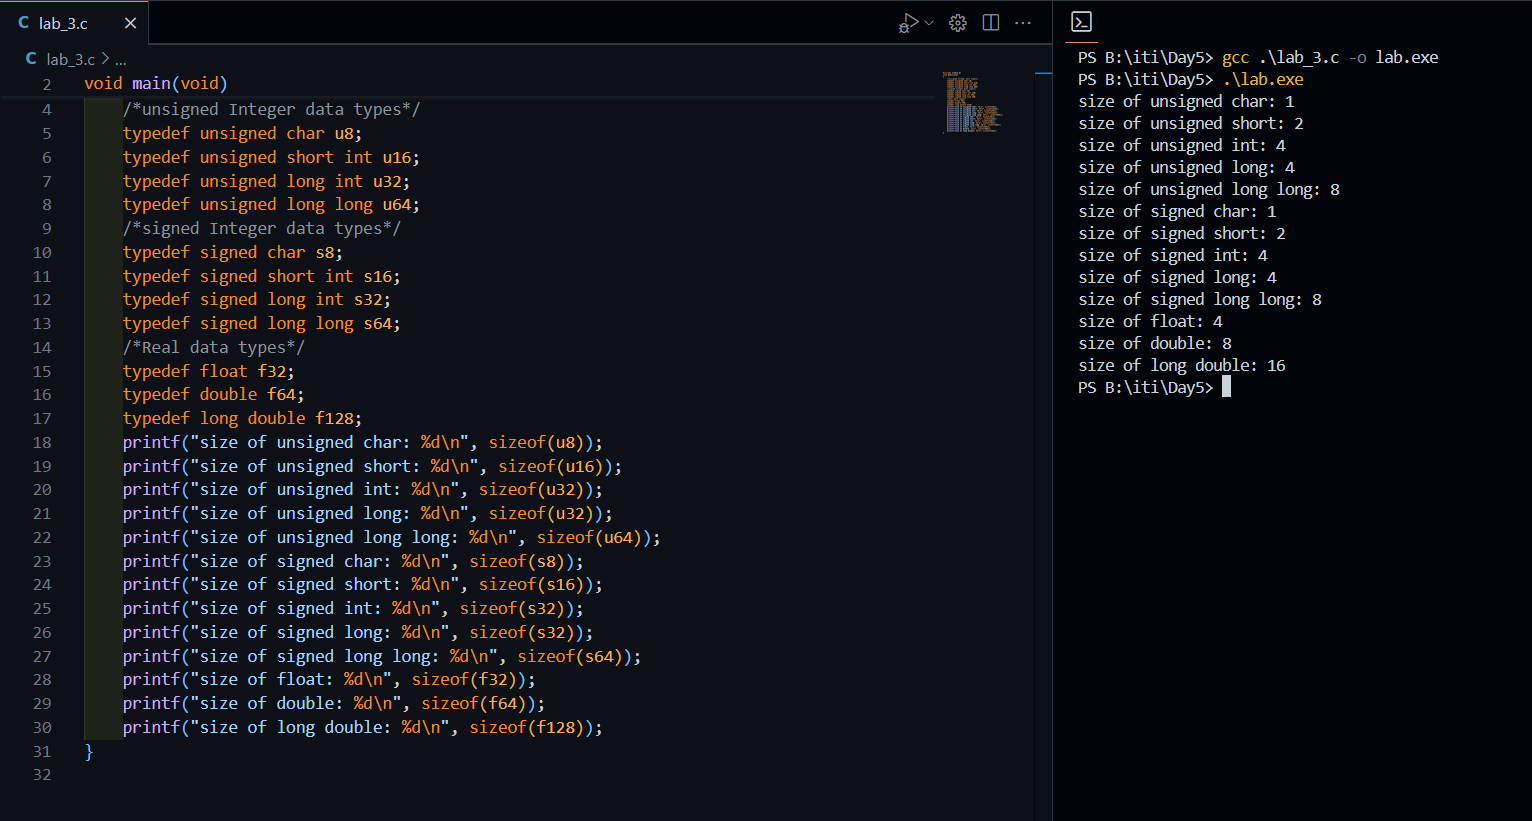 C lab_3.c ×
C lab_3.c > ...
2 void main(void)
4 /*unsigned Integer data types*/
5 typedef unsigned char u8;
6 typedef unsigned short int u16;
7 typedef unsigned long int u32;
8 typedef unsigned long long u64;
9 /*signed Integer data types*/
10 typedef signed char s8;
11 typedef signed short int s16;
12 typedef signed long int s32;
13 typedef signed long long s64;
14 /*Real data types*/
15 typedef float f32;
16 typedef double f64;
17 typedef long double f128;
18 printf("size of unsigned char: %d\n", sizeof(u8));
19 printf("size of unsigned short: %d\n", sizeof(u16));
20 printf("size of unsigned int: %d\n", sizeof(u32));
21 printf("size of unsigned long: %d\n", sizeof(u32));
22 printf("size of unsigned long long: %d\n", sizeof(u64));
23 printf("size of signed char: %d\n", sizeof(s8));
24 printf("size of signed short: %d\n", sizeof(s16));
25 printf("size of signed int: %d\n", sizeof(s32));
26 printf("size of signed long: %d\n", sizeof(s32));
27 printf("size of signed long long: %d\n", sizeof(s64));
28 printf("size of float: %d\n", sizeof(f32));
29 printf("size of double: %d\n", sizeof(f64));
30 printf("size of long double: %d\n", sizeof(f128));
31 }
32
PS B:\iti\Day5> gcc .\lab_3.c -o lab.exe
PS B:\iti\Day5> .\lab.exe
size of unsigned char: 1
size of unsigned short: 2
size of unsigned int: 4
size of unsigned long: 4
size of unsigned long long: 8
size of signed char: 1
size of signed short: 2
size of signed int: 4
size of signed long: 4
size of signed long long: 8
size of float: 4
size of double: 8
size of long double: 16
PS B:\iti\Day5>